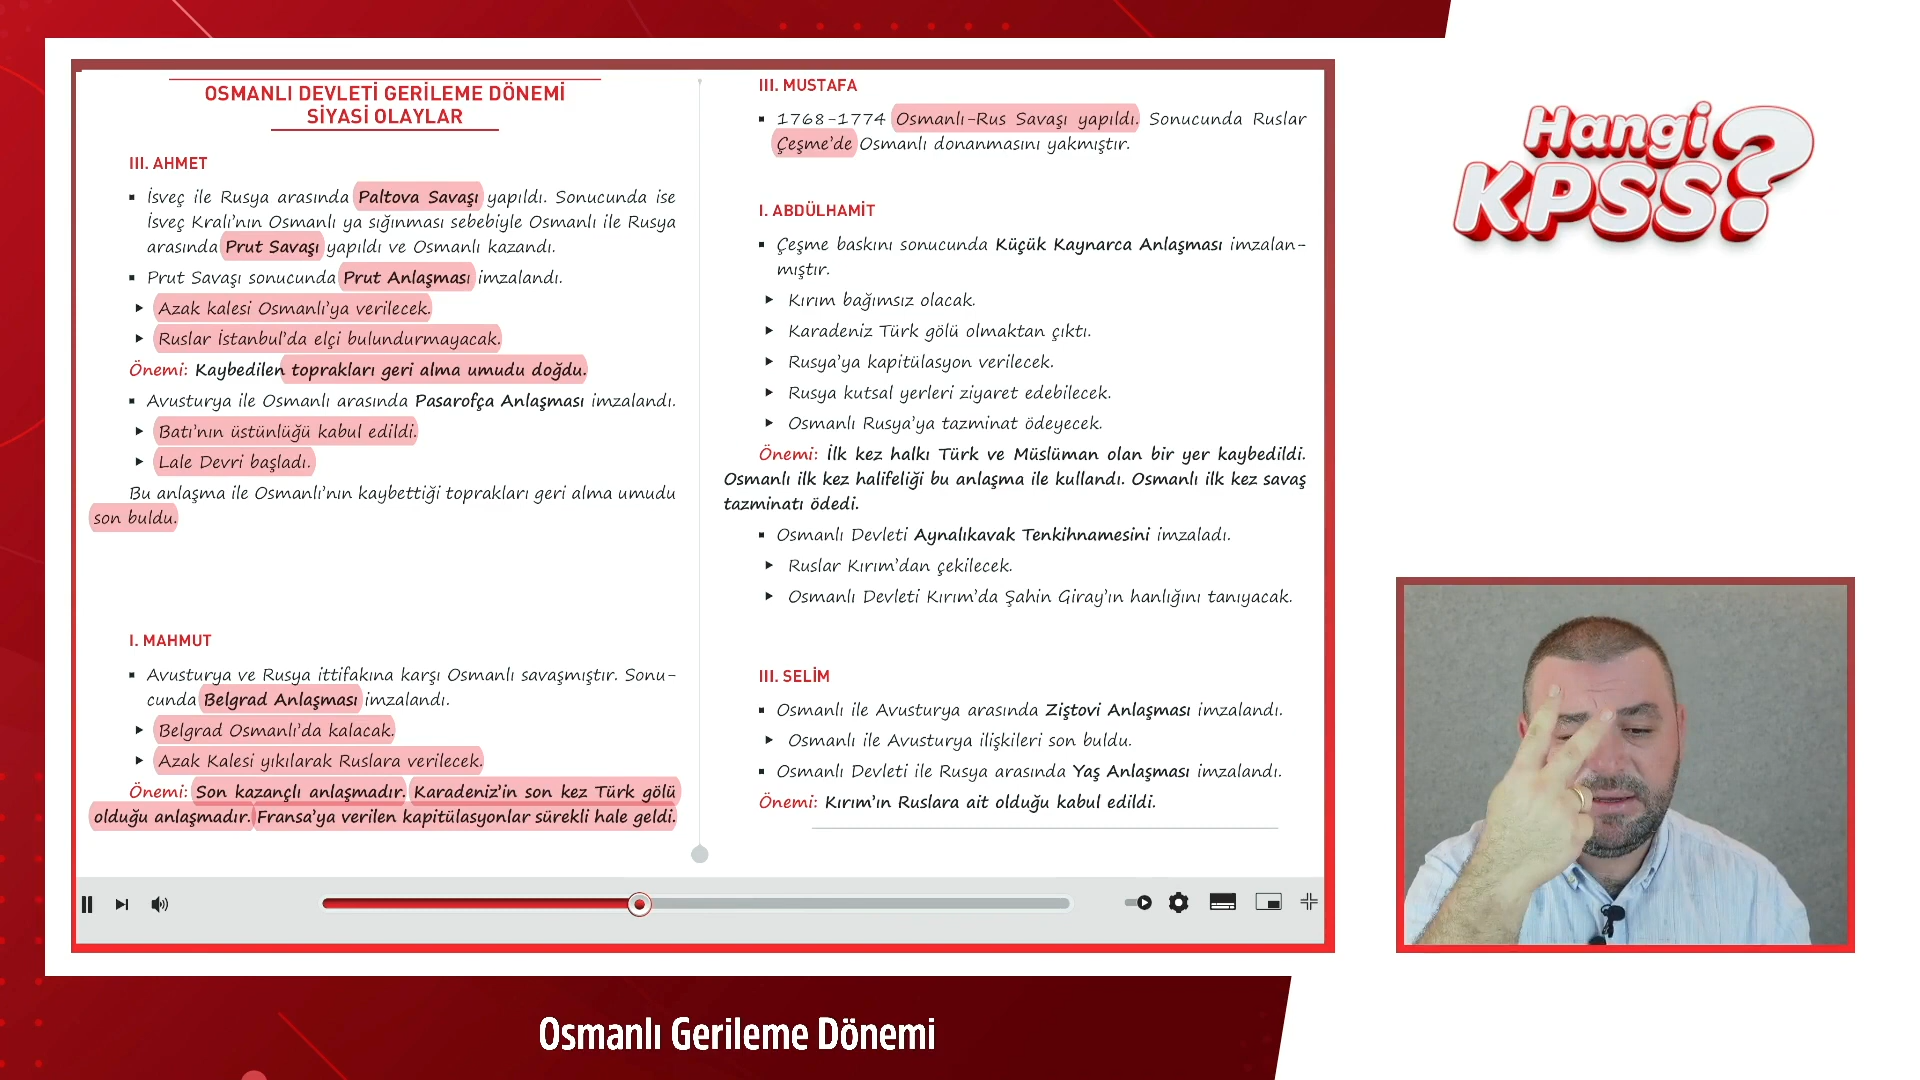 OSMANLI DEVLETİ GERİLEME DÖNEMİ
SİYASİ OLAYLAR
III. AHMET
▪ İsveç ile Rusya arasında Paltova Savaşı yapıldı. Sonucunda ise
İsveç Kralı’nın Osmanlı ya sığınması sebebiyle Osmanlı ile Rusya
arasında Prut Savaşı yapıldı ve Osmanlı kazandı.
▪ Prut Savaşı sonucunda Prut Anlaşması imzalandı.
▶ Azak kalesi Osmanlı’ya verilecek.
▶ Ruslar İstanbul’da elçi bulundurmayacak.
Önemi: Kaybedilen toprakları geri alma umudu doğdu.
▪ Avusturya ile Osmanlı arasında Pasarofça Anlaşması imzalandı.
▶ Batı’nın üstünlüğü kabul edildi.
▶ Lale Devri başladı.
Bu anlaşma ile Osmanlı’nın kaybettiği toprakları geri alma umudu
son buldu.
I. MAHMUT
▪ Avusturya ve Rusya ittifakına karşı Osmanlı savaşmıştır. Sonu-
cunda Belgrad Anlaşması imzalandı.
▶ Belgrad Osmanlı’da kalacak.
▶ Azak Kalesi yıkılarak Ruslara verilecek.
Önemi: Son kazançlı anlaşmadır. Karadeniz’in son kez Türk gölü
olduğu anlaşmadır. Fransa’ya verilen kapitülasyonlar sürekli hale geldi.
III. MUSTAFA
▪ 1768-1774 Osmanlı-Rus Savaşı yapıldı. Sonucunda Ruslar
Çeşme’de Osmanlı donanmasını yakmıştır.
I. ABDÜLHAMİT
▪ Çeşme baskını sonucunda Küçük Kaynarca Anlaşması imzalan-
mıştır.
▶ Kırım bağımsız olacak.
▶ Karadeniz Türk gölü olmaktan çıktı.
▶ Rusya’ya kapitülasyon verilecek.
▶ Rusya kutsal yerleri ziyaret edebilecek.
▶ Osmanlı Rusya’ya tazminat ödeyecek.
Önemi: İlk kez halkı Türk ve Müslüman olan bir yer kaybedildi.
Osmanlı ilk kez halifeliği bu anlaşma ile kullandı. Osmanlı ilk kez savaş
tazminatı ödedi.
▪ Osmanlı Devleti Aynalıkavak Tenkihnamesini imzaladı.
▶ Ruslar Kırım’dan çekilecek.
▶ Osmanlı Devleti Kırım’da Şahin Giray’ın hanlığını tanıyacak.
III. SELİM
▪ Osmanlı ile Avusturya arasında Ziştovi Anlaşması imzalandı.
▶ Osmanlı ile Avusturya ilişkileri son buldu.
▪ Osmanlı Devleti ile Rusya arasında Yaş Anlaşması imzalandı.
Önemi: Kırım’ın Ruslara ait olduğu kabul edildi.
Hangi
KPSS?
Osmanlı Gerileme Dönemi